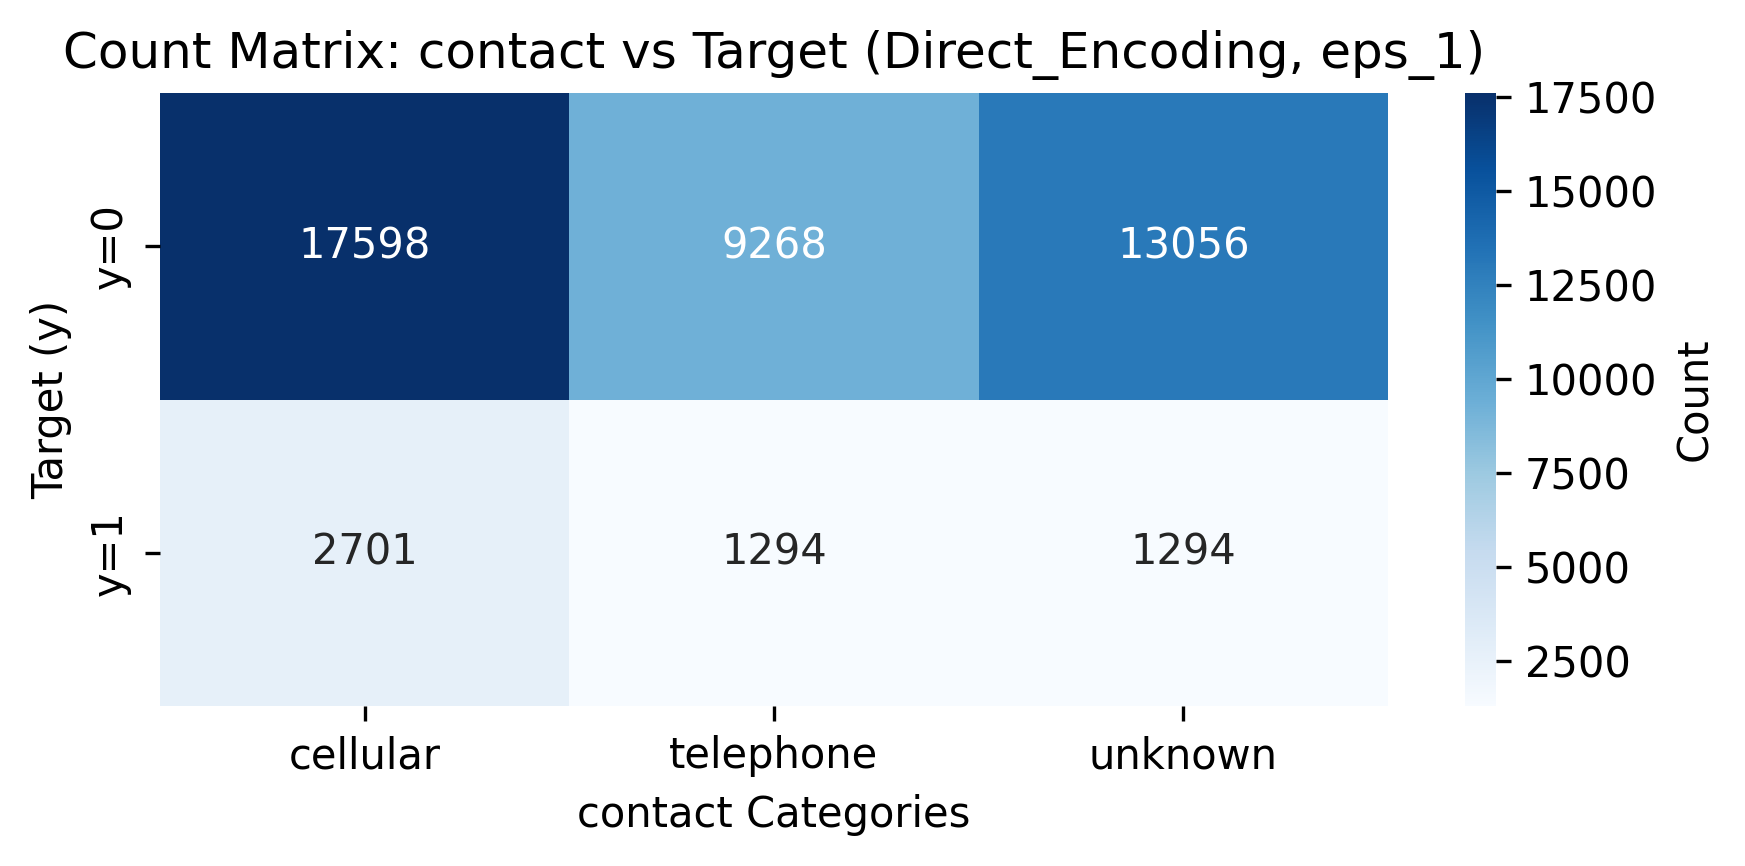 Count Matrix: contact vs Target (Direct_Encoding, eps_1)
Target (y)
y=0
17598 9268 13056
y=1
2701 1294 1294
cellular telephone unknown
contact Categories
17500
15000
12500
10000
7500
5000
2500
Count